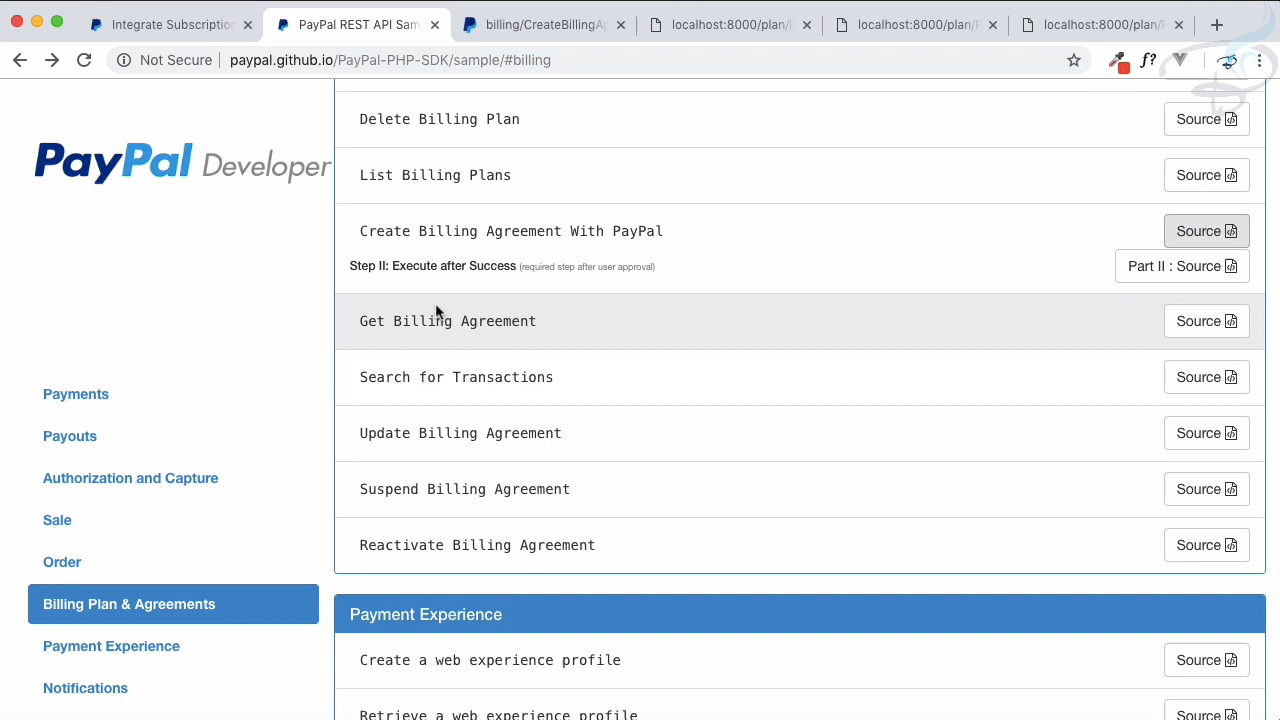 Integrate Subscription
PayPal REST API Sam
billing/CreateBillingAg
localhost:8000/plan/
localhost:8000/plan/
localhost:8000/plan/
Not Secure
paypal.github.io/PayPal-PHP-SDK/sample/#billing
f?
PayPal Developer
Delete Billing Plan
Source
List Billing Plans
Source
Create Billing Agreement With PayPal
Source
Step II: Execute after Success (required step after user approval)
Part II : Source
Get Billing Agreement
Source
Search for Transactions
Source
Update Billing Agreement
Source
Suspend Billing Agreement
Source
Reactivate Billing Agreement
Source
Payments
Payouts
Authorization and Capture
Sale
Order
Billing Plan & Agreements
Payment Experience
Notifications
Payment Experience
Create a web experience profile
Source
Retrieve a web experience profile
Source